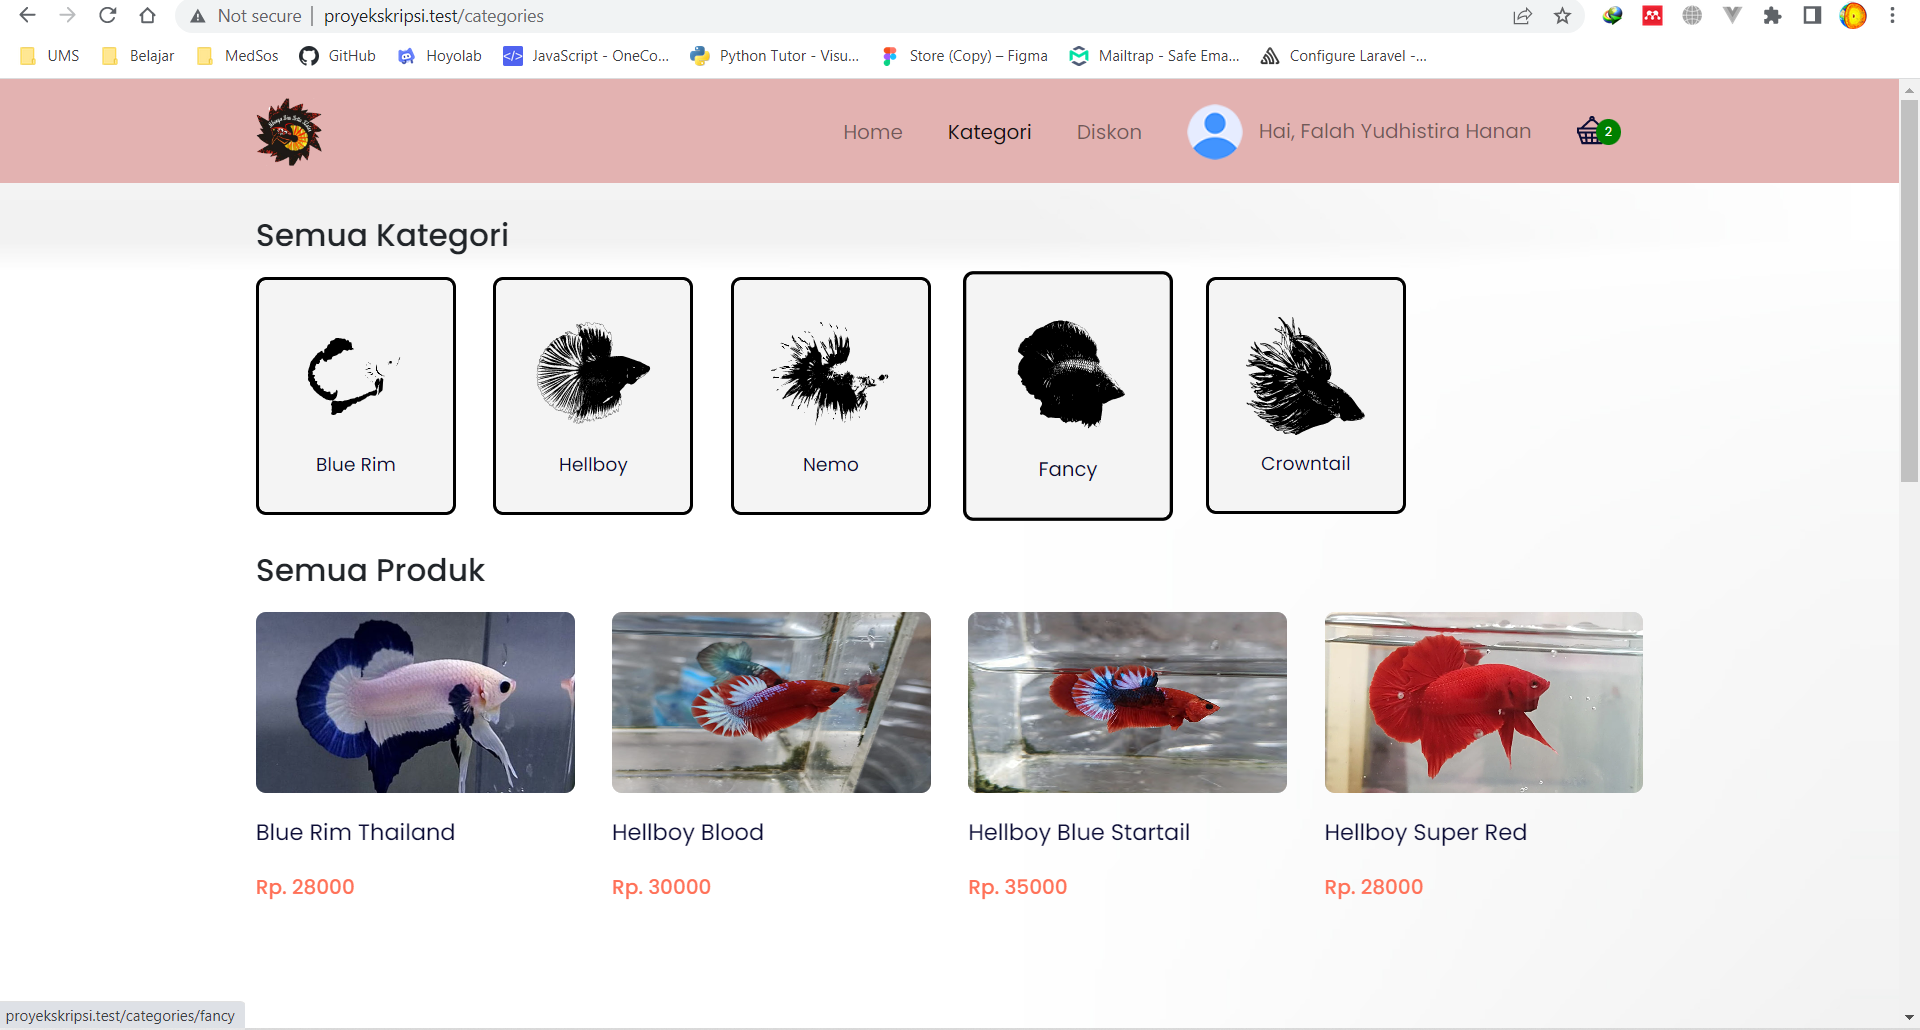 Not secure | proyekskripsi.test/categories
UMS Belajar MedSos GitHub Hoyolab JavaScript - OneCo... Python Tutor - Visu... Store (Copy) – Figma Mailtrap - Safe Ema... Configure Laravel -...
Home Kategori Diskon Hai, Falah Yudhistira Hanan 2
Semua Kategori
Blue Rim Hellboy Nemo Fancy Crowntail
Semua Produk
Blue Rim Thailand Hellboy Blood Hellboy Blue Startail Hellboy Super Red
Rp. 28000 Rp. 30000 Rp. 35000 Rp. 28000
proyekskripsi.test/categories/fancy